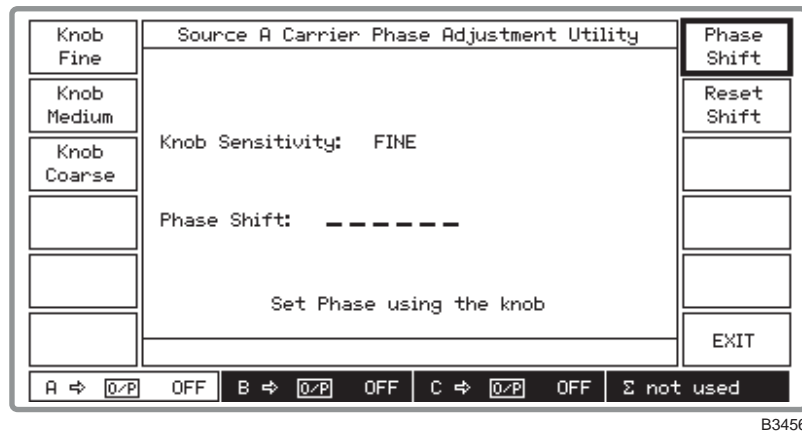 Knob
Fine
Source A Carrier Phase Adjustment Utility
Phase
Shift
Knob
Medium
Reset
Shift
Knob Sensitivity: FINE
Knob
Coarse
Phase Shift: _ _ _ _ _ _
Set Phase using the knob
EXIT
A ⇨ O/P OFF B ⇨ O/P OFF C ⇨ O/P OFF Σ not used
B3456